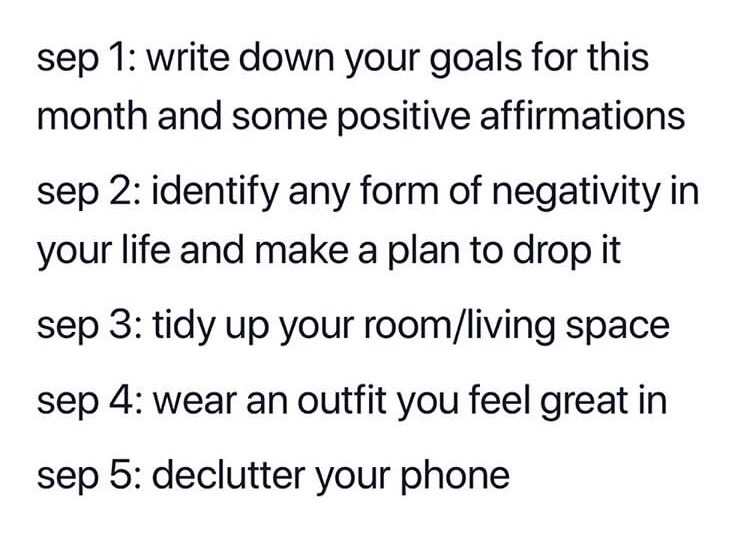 sep 1: write down your goals for this
month and some positive affirmations
sep 2: identify any form of negativity in
your life and make a plan to drop it
sep 3: tidy up your room/living space
sep 4: wear an outfit you feel great in
sep 5: declutter your phone